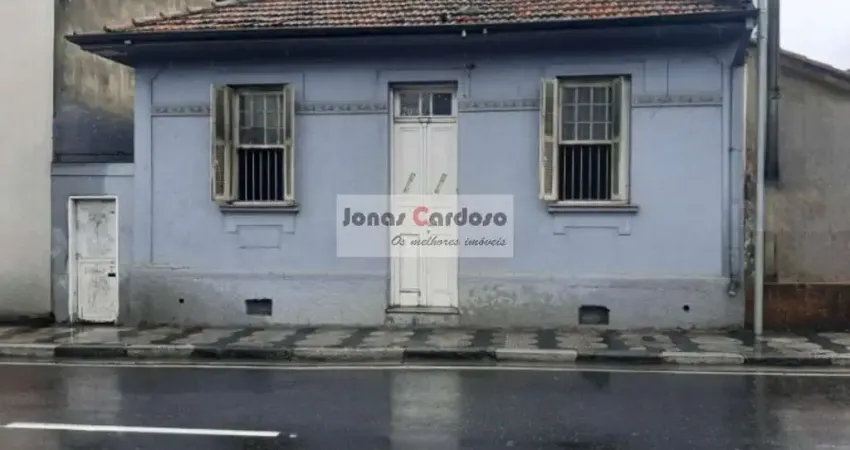 Jonas Cardoso
Os melhores imóveis